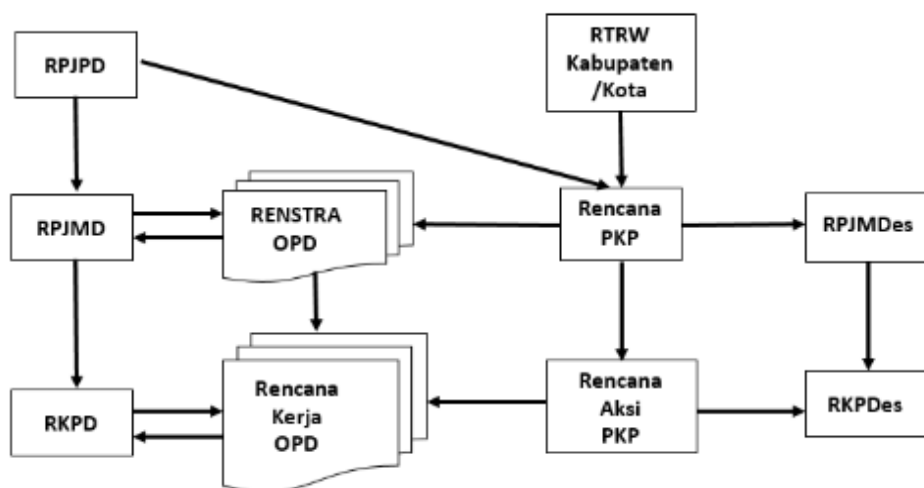 RPJPD
RTRW
Kabupaten
/Kota
RPJMD
RENSTRA
OPD
Rencana
PKP
RPJMDes
RKPD
Rencana
Kerja
OPD
Rencana
Aksi
PKP
RKPDes